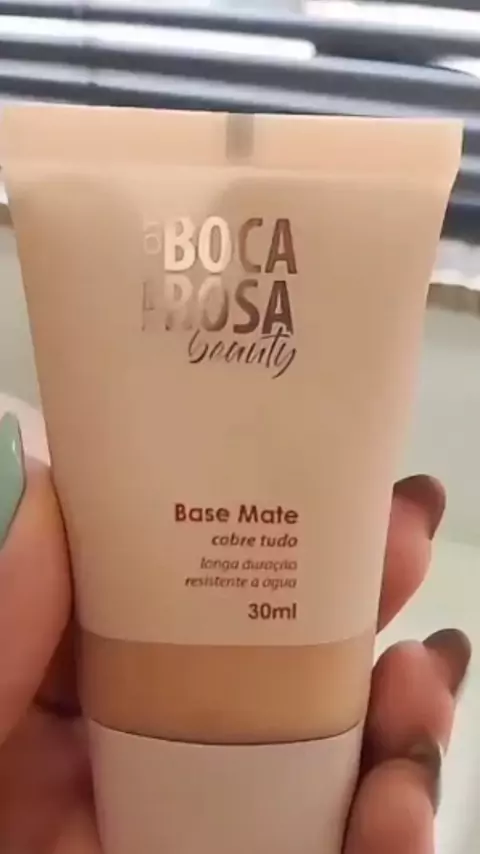 BOCA
ROSA
beauty
Base Mate
cobre tudo
longa duração
resistente a água
30ml